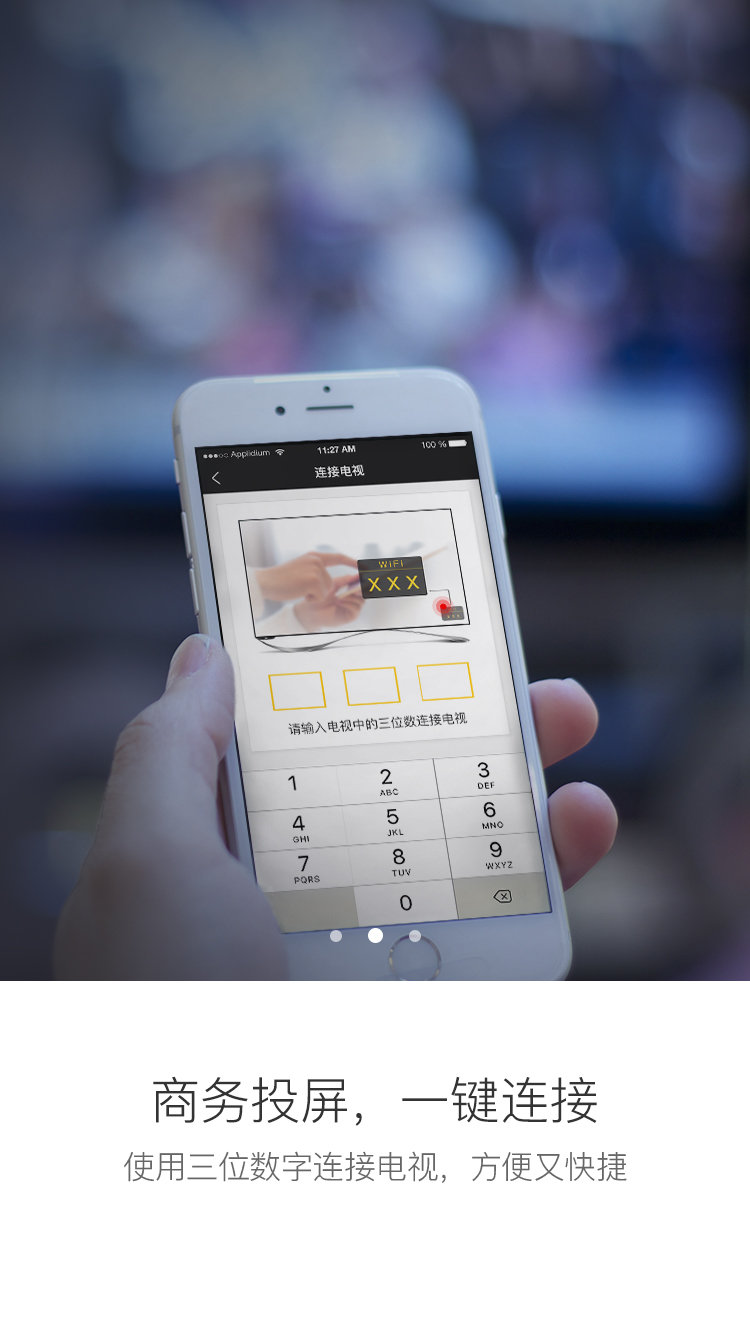 Applidium 11:27 AM 100 %
连接电视
WIFI
XXX
请输入电视中的三位数连接电视
1 2 3
ABC DEF
4 5 6
GHI JKL MNO
7 8 9
PQRS TUV WXYZ
0
商务投屏，一键连接
使用三位数字连接电视，方便又快捷